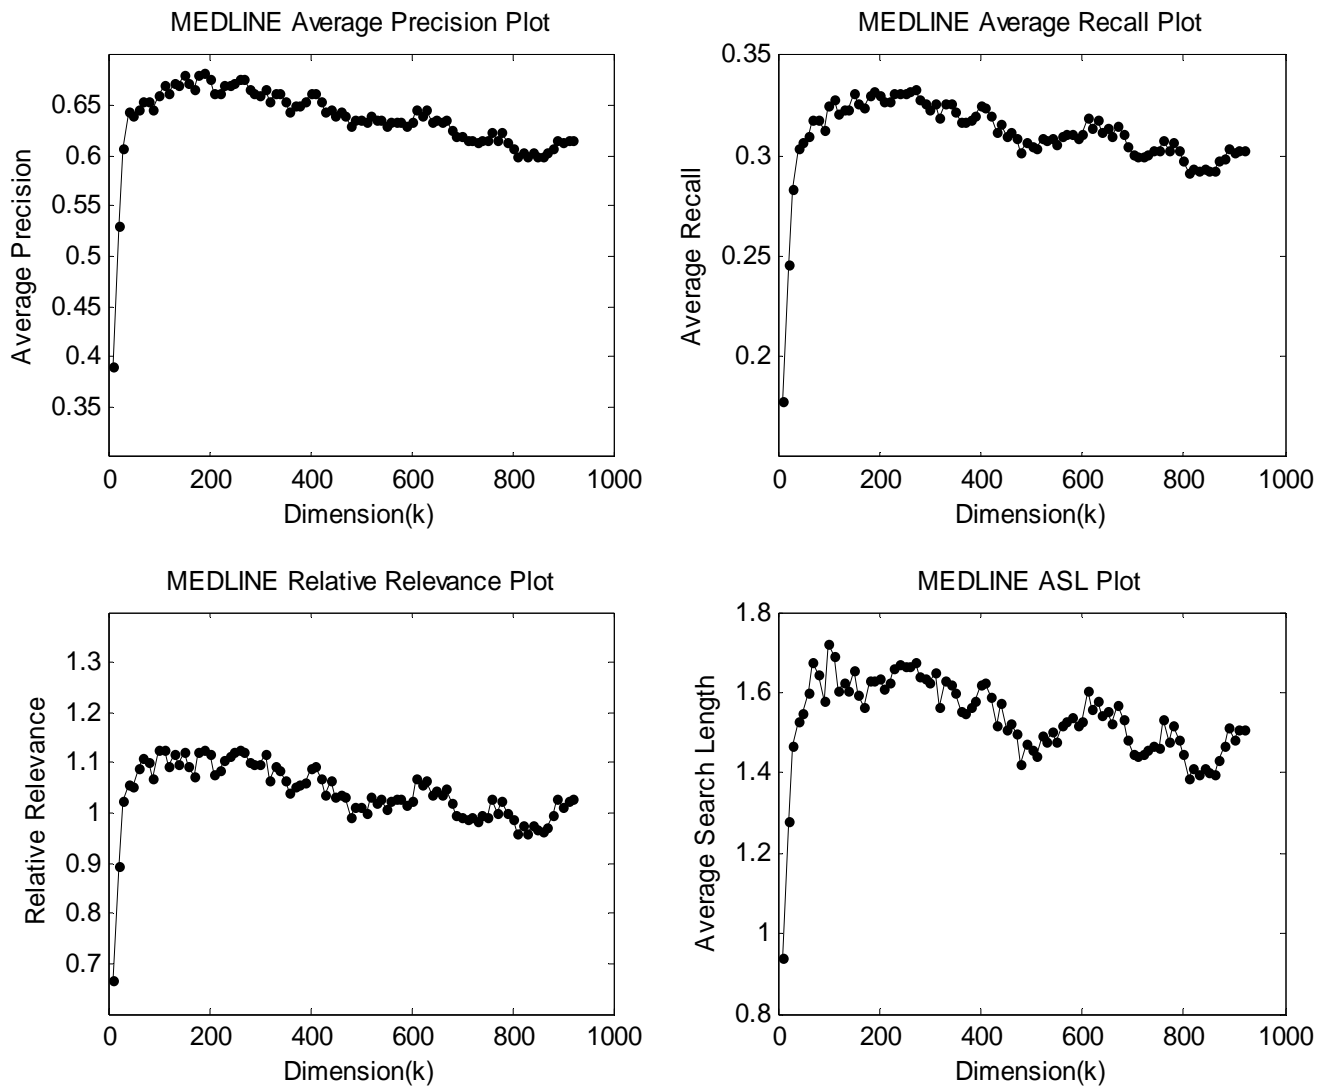 MEDLINE Average Precision Plot
Average Precision
0.65
0.6
0.55
0.5
0.45
0.4
0.35
0 200 400 600 800 1000
Dimension(k)
MEDLINE Average Recall Plot
Average Recall
0.35
0.3
0.25
0.2
0 200 400 600 800 1000
Dimension(k)
MEDLINE Relative Relevance Plot
Relative Relevance
1.3
1.2
1.1
1
0.9
0.8
0.7
0 200 400 600 800 1000
Dimension(k)
MEDLINE ASL Plot
Average Search Length
1.8
1.6
1.4
1.2
1
0.8
0 200 400 600 800 1000
Dimension(k)